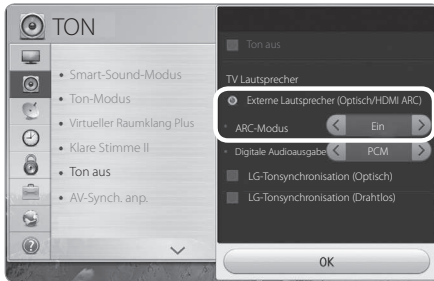 TON
Smart-Sound-Modus
Ton-Modus
Virtueller Raumklang Plus
Klare Stimme II
Ton aus
AV-Synch. anp.
Ton aus
TV Lautsprecher
Externe Lautsprecher (Optisch/HDMI ARC)
ARC-Modus Ein
Digitale Audioausgabe PCM
LG-Tonsynchronisation (Optisch)
LG-Tonsynchronisation (Drahtlos)
OK